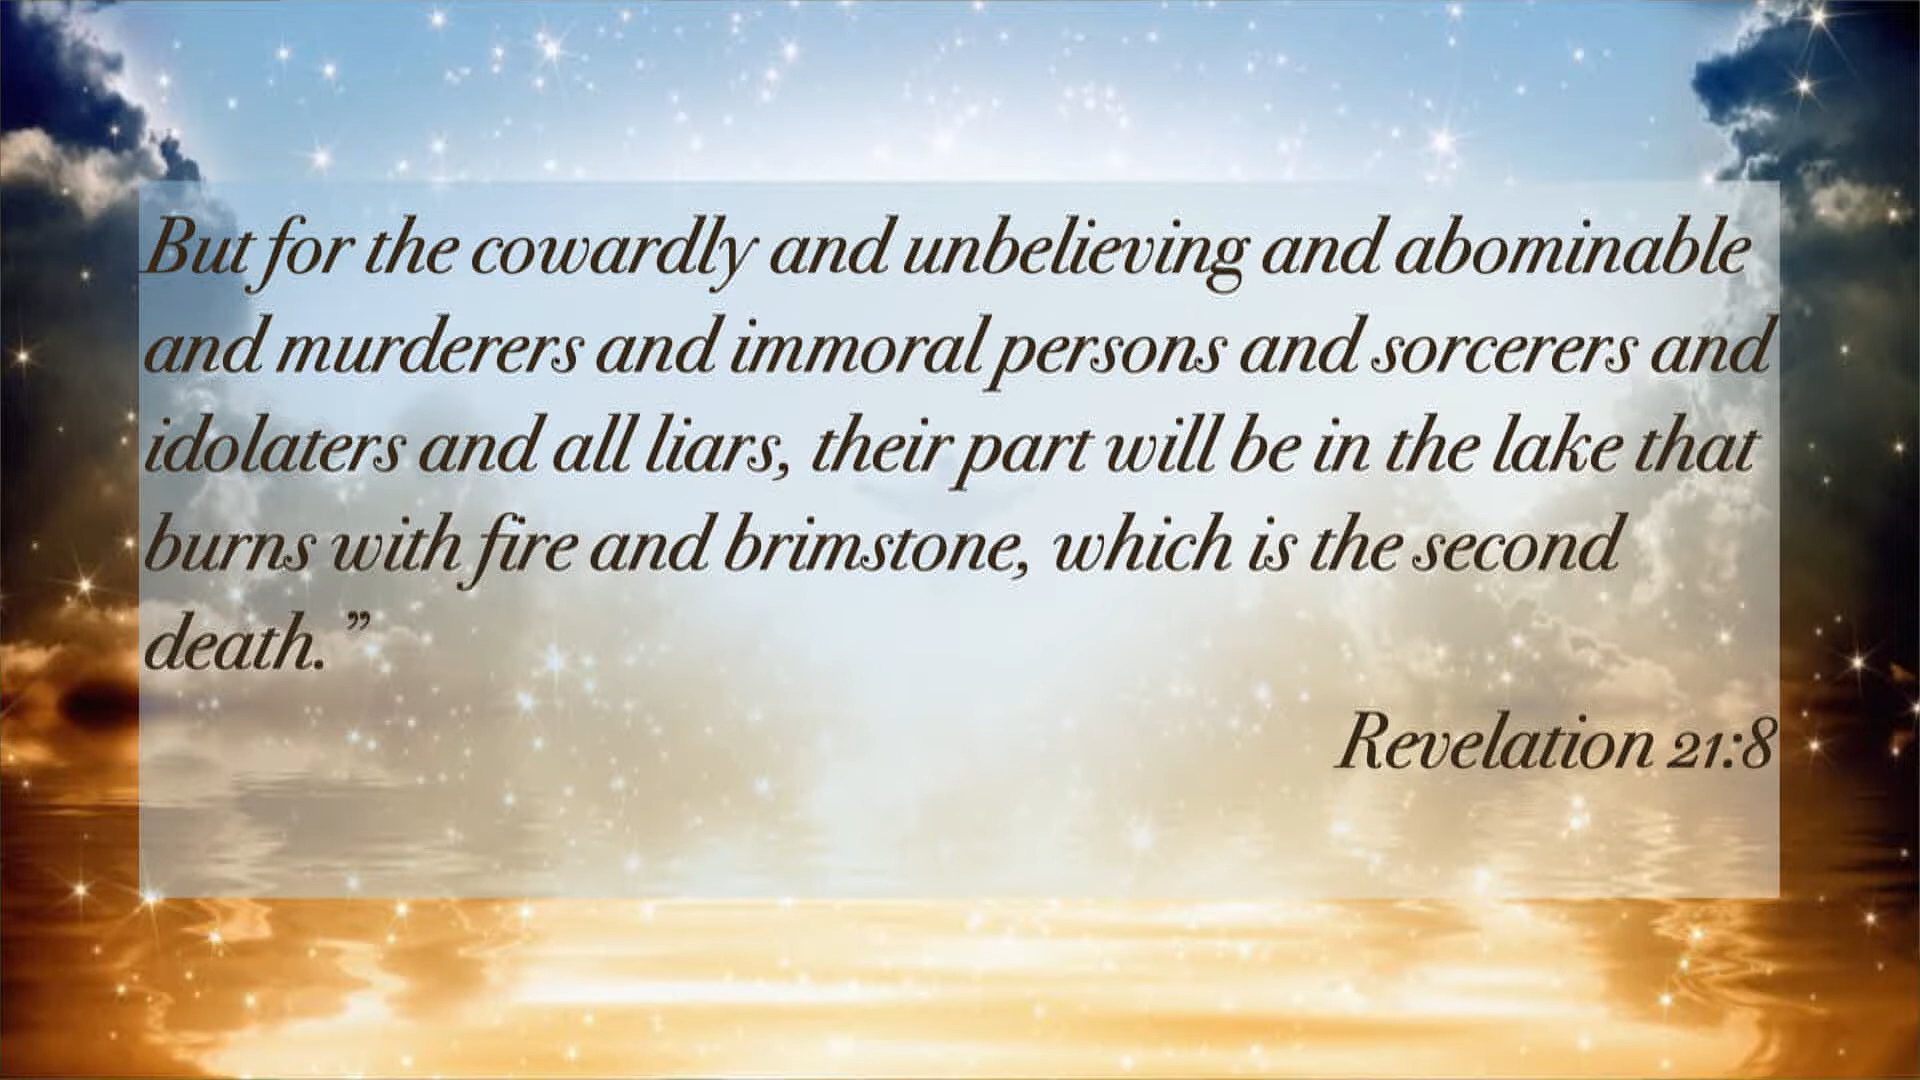 But for the cowardly and unbelieving and abominable
and murderers and immoral persons and sorcerers and
idolaters and all liars, their part will be in the lake that
burns with fire and brimstone, which is the second
death.”
Revelation 21:8